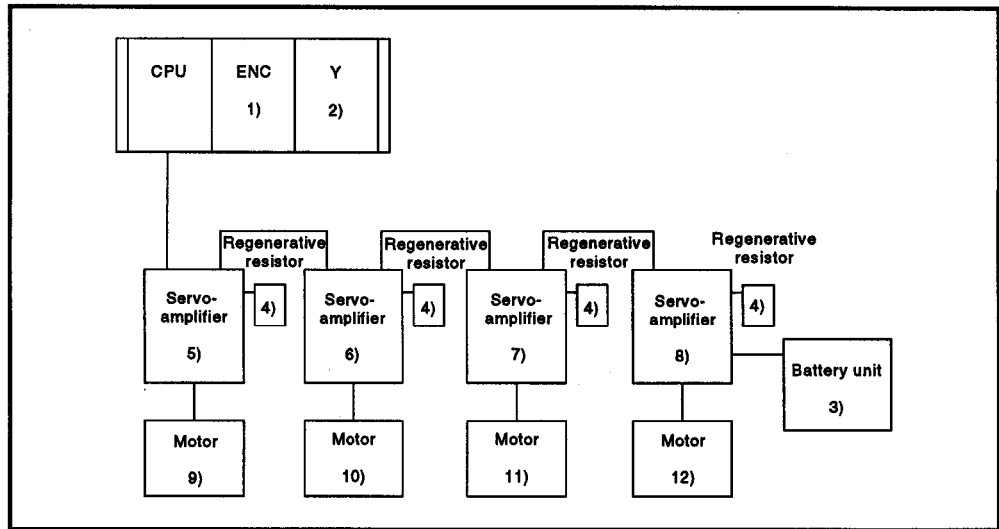 CPU
ENC
1)
Y
2)
Regenerative
resistor
Regenerative
resistor
Regenerative
resistor
Regenerative
resistor
Servo-
amplifier
5)
4)
Servo-
amplifier
6)
4)
Servo-
amplifier
7)
4)
Servo-
amplifier
8)
4)
Battery unit
3)
Motor
9)
Motor
10)
Motor
11)
Motor
12)